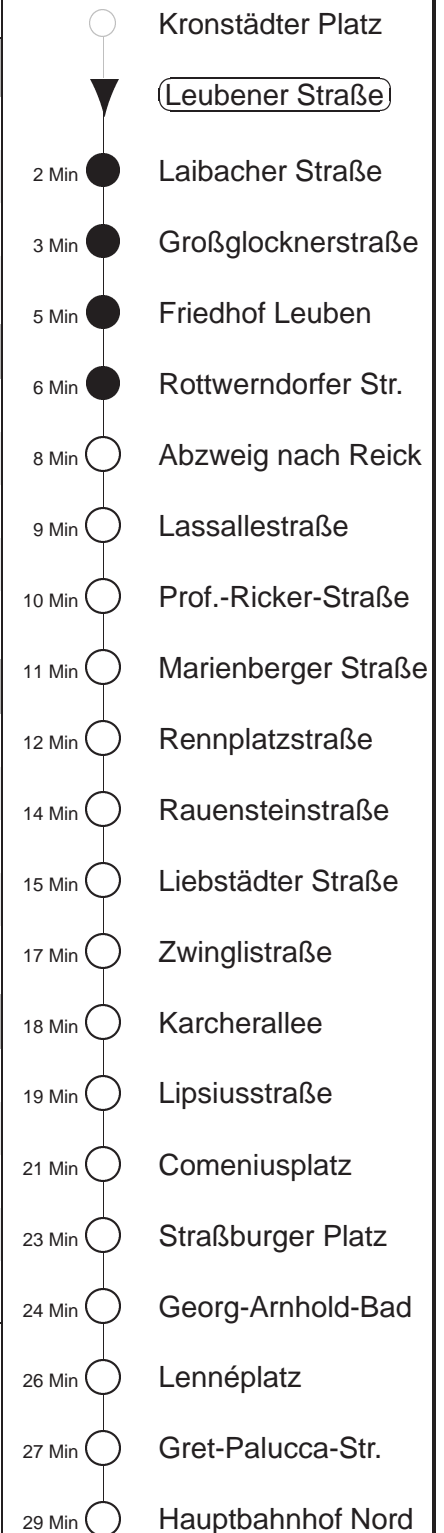 Kronstädter Platz
Leubener Straße
2 Min Laibacher Straße
3 Min Großglocknerstraße
5 Min Friedhof Leuben
6 Min Rottwerndorfer Str.
8 Min Abzweig nach Reick
9 Min Lassallestraße
10 Min Prof.-Ricker-Straße
11 Min Marienberger Straße
12 Min Rennplatzstraße
14 Min Rauensteinstraße
15 Min Liebstädter Straße
17 Min Zwinglistraße
18 Min Karcherallee
19 Min Lipsiusstraße
21 Min Comeniusplatz
23 Min Straßburger Platz
24 Min Georg-Arnhold-Bad
26 Min Lennéplatz
27 Min Gret-Palucca-Str.
29 Min Hauptbahnhof Nord